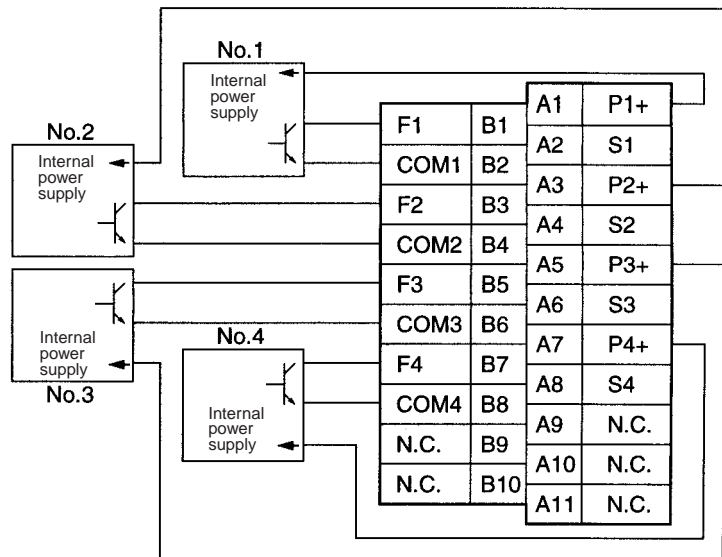 No.1
Internal
power
supply
No.2
Internal
power
supply
Internal
power
supply
No.3
No.4
Internal
power
supply
F1 B1
COM1 B2
F2 B3
COM2 B4
F3 B5
COM3 B6
F4 B7
COM4 B8
N.C. B9
N.C. B10
A1 P1+
A2 S1
A3 P2+
A4 S2
A5 P3+
A6 S3
A7 P4+
A8 S4
A9 N.C.
A10 N.C.
A11 N.C.